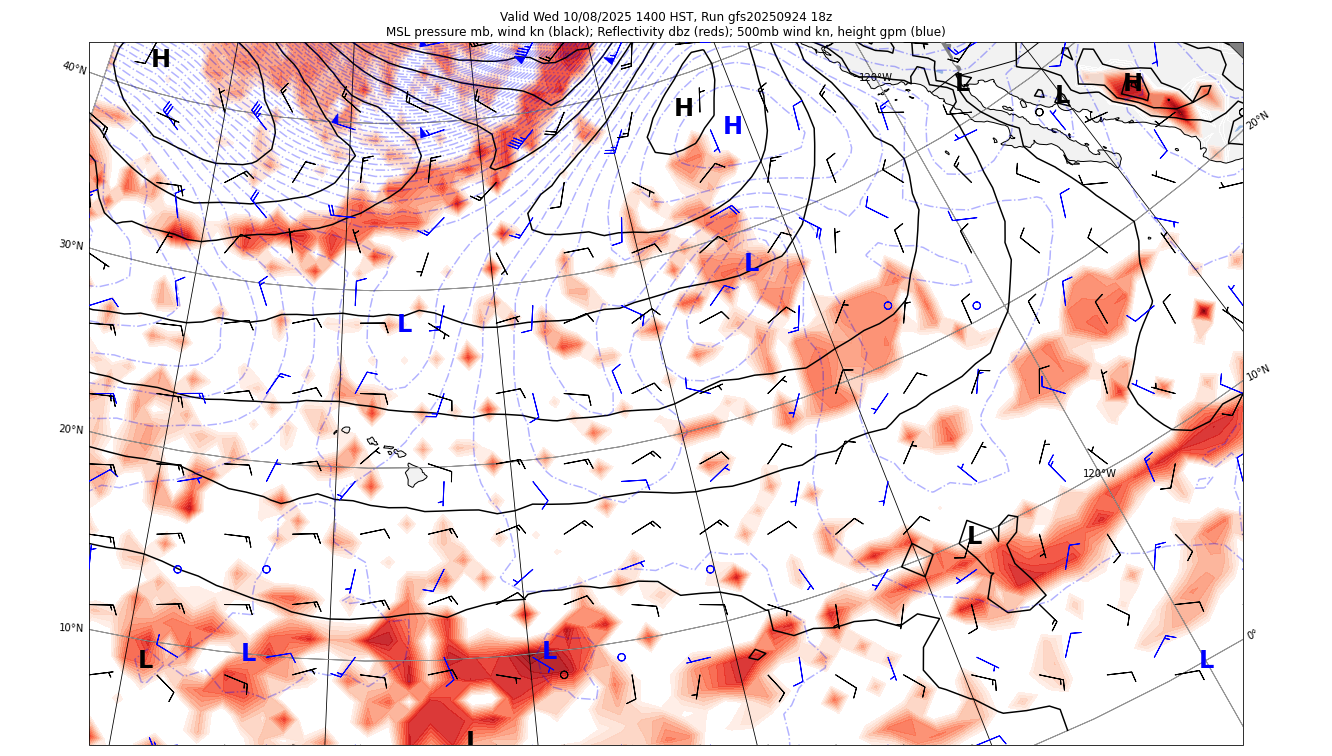 Valid Wed 10/08/2025 1400 HST, Run gfs20250924 18z
MSL pressure mb, wind kn (black); Reflectivity dbz (reds); 500mb wind kn, height gpm (blue)
H
40°N
120°W
L
H
L
H
H
20°N
30°N
L
L
10°N
20°N
120°W
L
10°N
0°
L
L
L
L
L